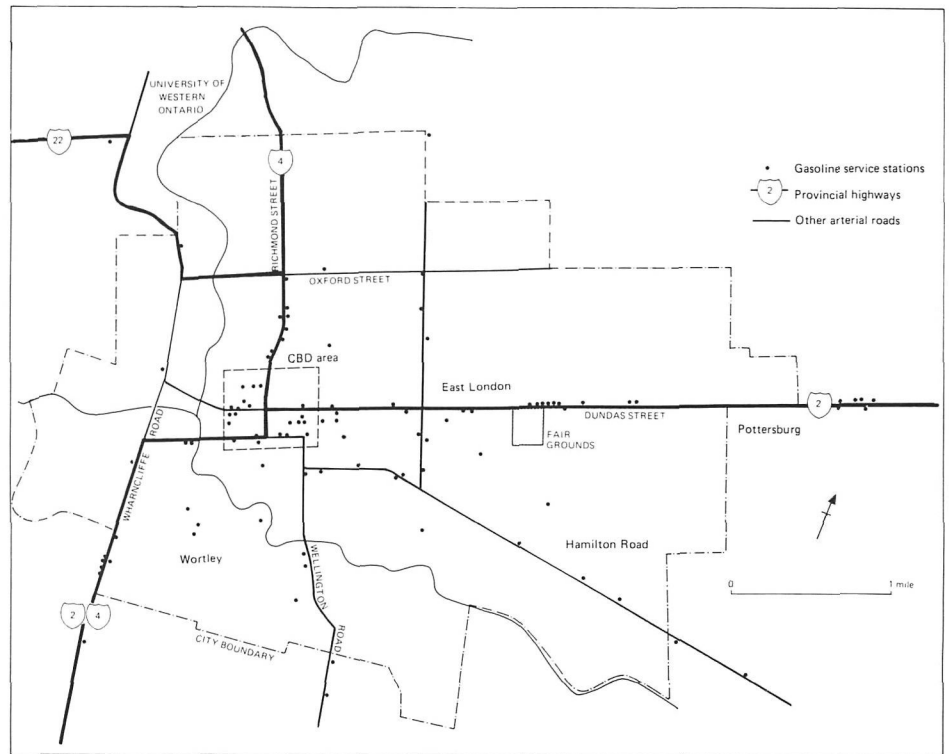 UNIVERSITY OF
WESTERN
ONTARIO
22
4
RICHMOND STREET
Gasoline service stations
2
Provincial highways
Other arterial roads
OXFORD STREET
CBD area
East London
DUNDAS STREET
2
Pottersburg
FAIR
GROUNDS
WHARNCLIFFE ROAD
Wortley
WELLINGTON ROAD
Hamilton Road
0
1 mile
2
4
CITY BOUNDARY